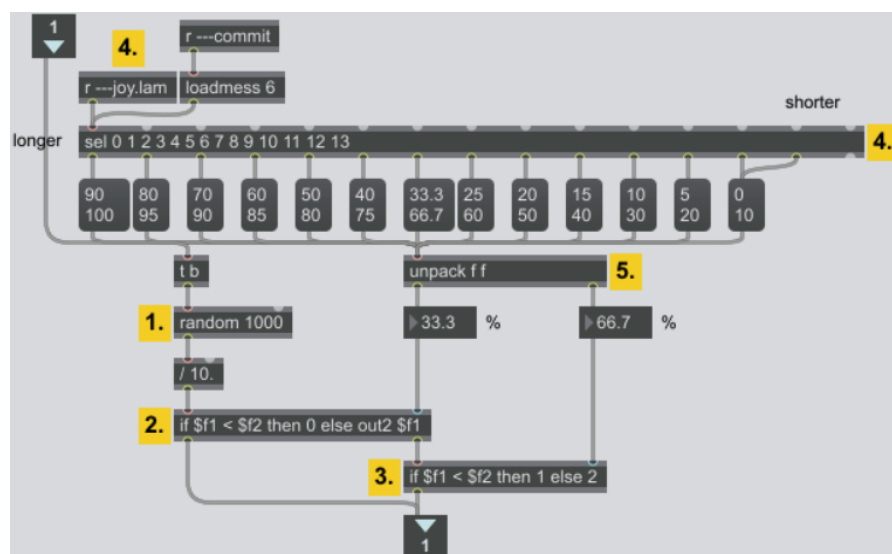 1
r ---commit
4.
r ---joy.lam
loadmess 6
shorter
longer
sel 0 1 2 3 4 5 6 7 8 9 10 11 12 13
4.
90 80 70 60 50 40 33.3 25 20 15 10 5 0
100 95 90 85 80 75 66.7 60 50 40 30 20 10
t b
unpack f f
5.
1.
random 1000
33.3
%
66.7
%
/ 10.
2.
if $f1 < $f2 then 0 else out2 $f1
3.
if $f1 < $f2 then 1 else 2
1